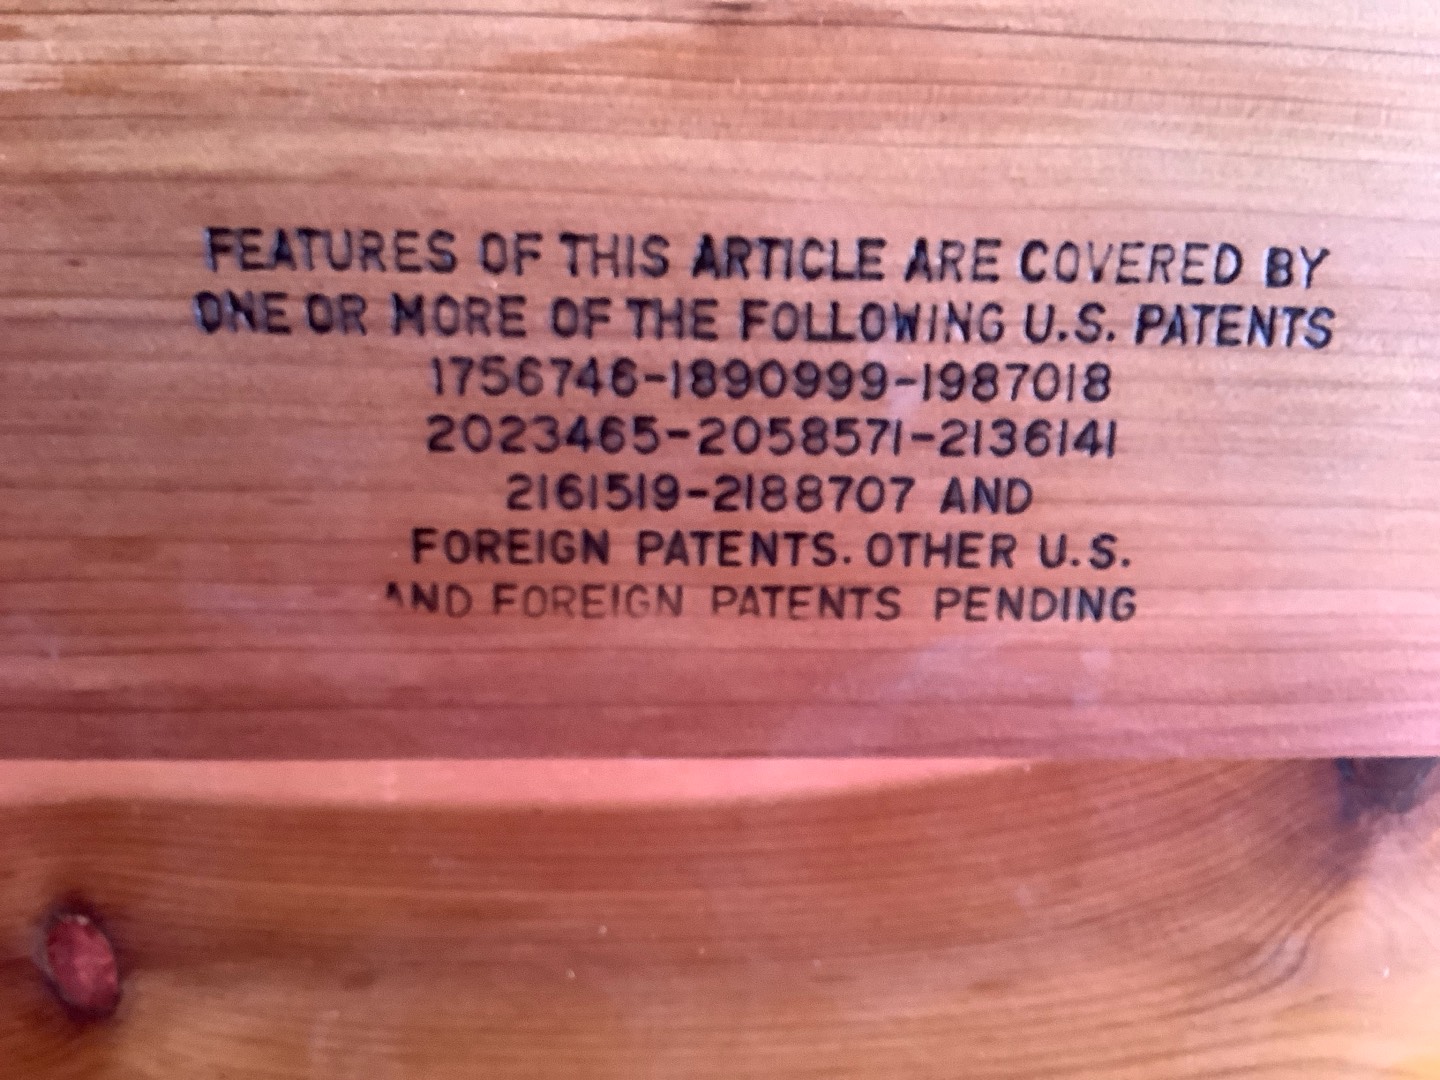 FEATURES OF THIS ARTICLE ARE COVERED BY
ONE OR MORE OF THE FOLLOWING U.S. PATENTS
1756746-1890999-1987018
2023465-2058571-2136141
2161519-2188707 AND
FOREIGN PATENTS. OTHER U.S.
AND FOREIGN PATENTS PENDING